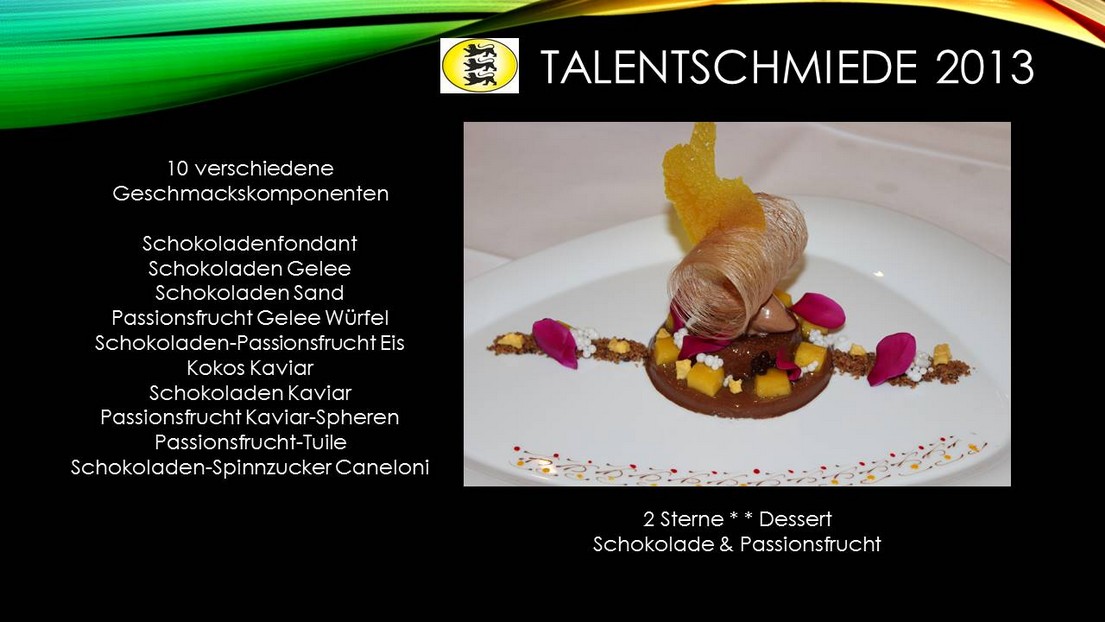 TALENTSCHMIEDE 2013
10 verschiedene
Geschmackskomponenten
Schokoladenfondant
Schokoladen Gelee
Schokoladen Sand
Passionsfrucht Gelee Würfel
Schokoladen-Passionsfrucht Eis
Kokos Kaviar
Schokoladen Kaviar
Passionsfrucht Kaviar-Spheren
Passionsfrucht-Tuile
Schokoladen-Spinnzucker Caneloni
2 Sterne * * Dessert
Schokolade & Passionsfrucht